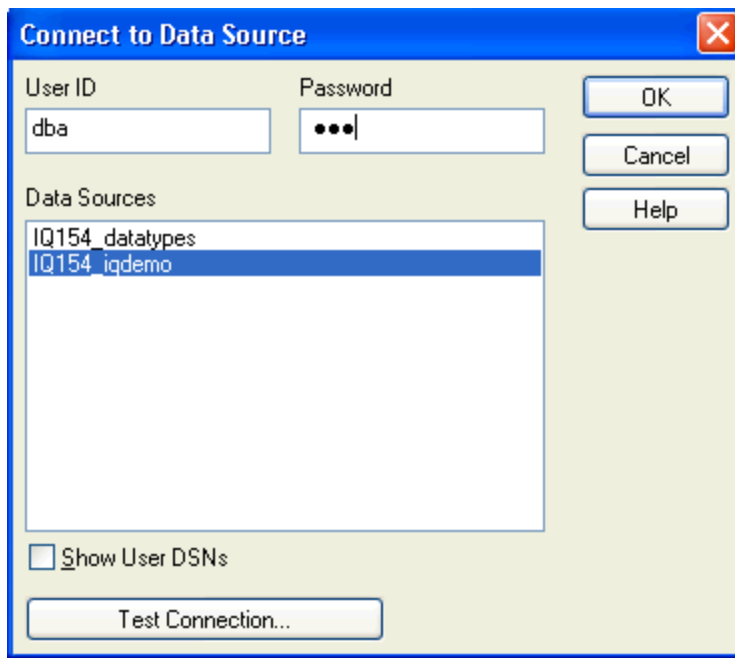 Connect to Data Source
User ID
Password
OK
dba
●●●
Cancel
Data Sources
Help
IQ154_datatypes
IQ154_iqdemo
Show User DSNs
Test Connection...